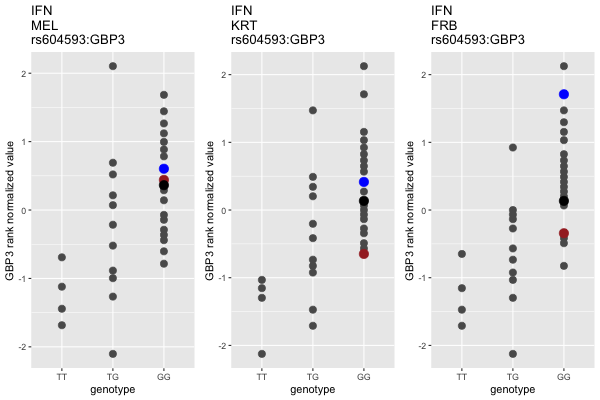 IFN
MEL
rs604593:GBP3
GBP3 rank normalized value
2
1
0
-1
-2
TT
TG
GG
genotype
IFN
KRT
rs604593:GBP3
GBP3 rank normalized value
2
1
0
-1
-2
TT
TG
GG
genotype
IFN
FRB
rs604593:GBP3
GBP3 rank normalized value
2
1
0
-1
-2
TT
TG
GG
genotype